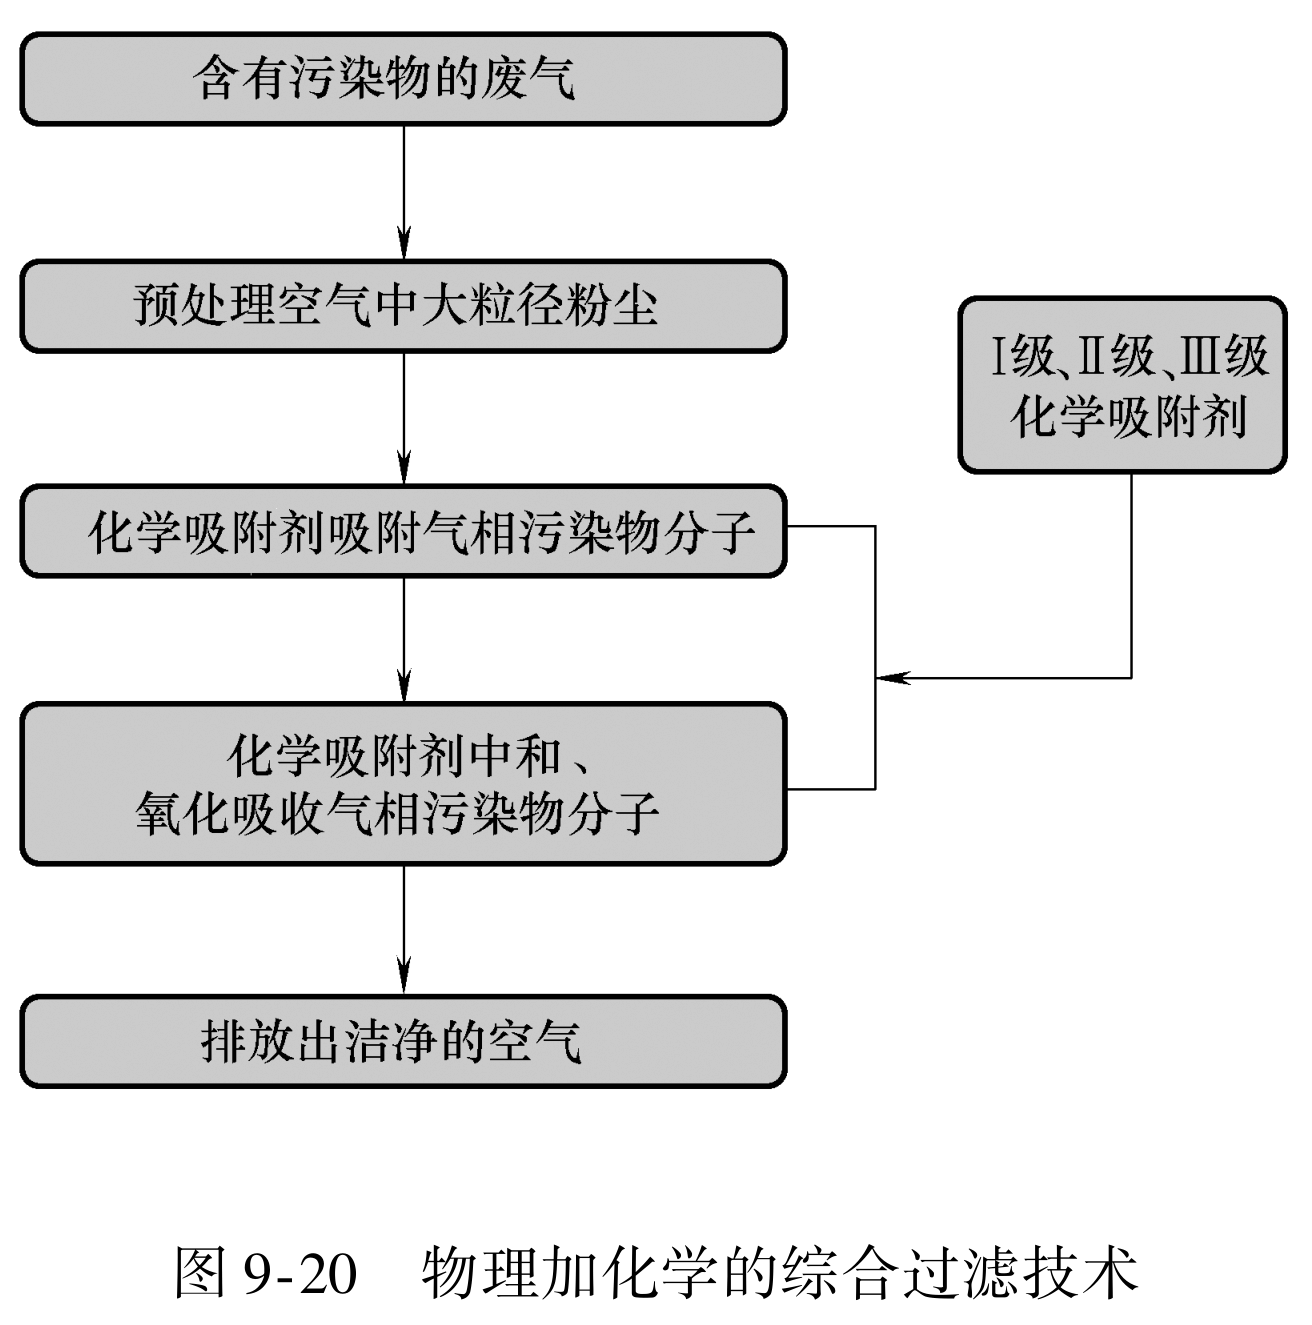 含有污染物的废气
预处理空气中大粒径粉尘
Ⅰ级、Ⅱ级、Ⅲ级
化学吸附剂
化学吸附剂吸附气相污染物分子
化学吸附剂中和、
氧化吸收气相污染物分子
排放出洁净的空气
图 9-20 物理加化学的综合过滤技术